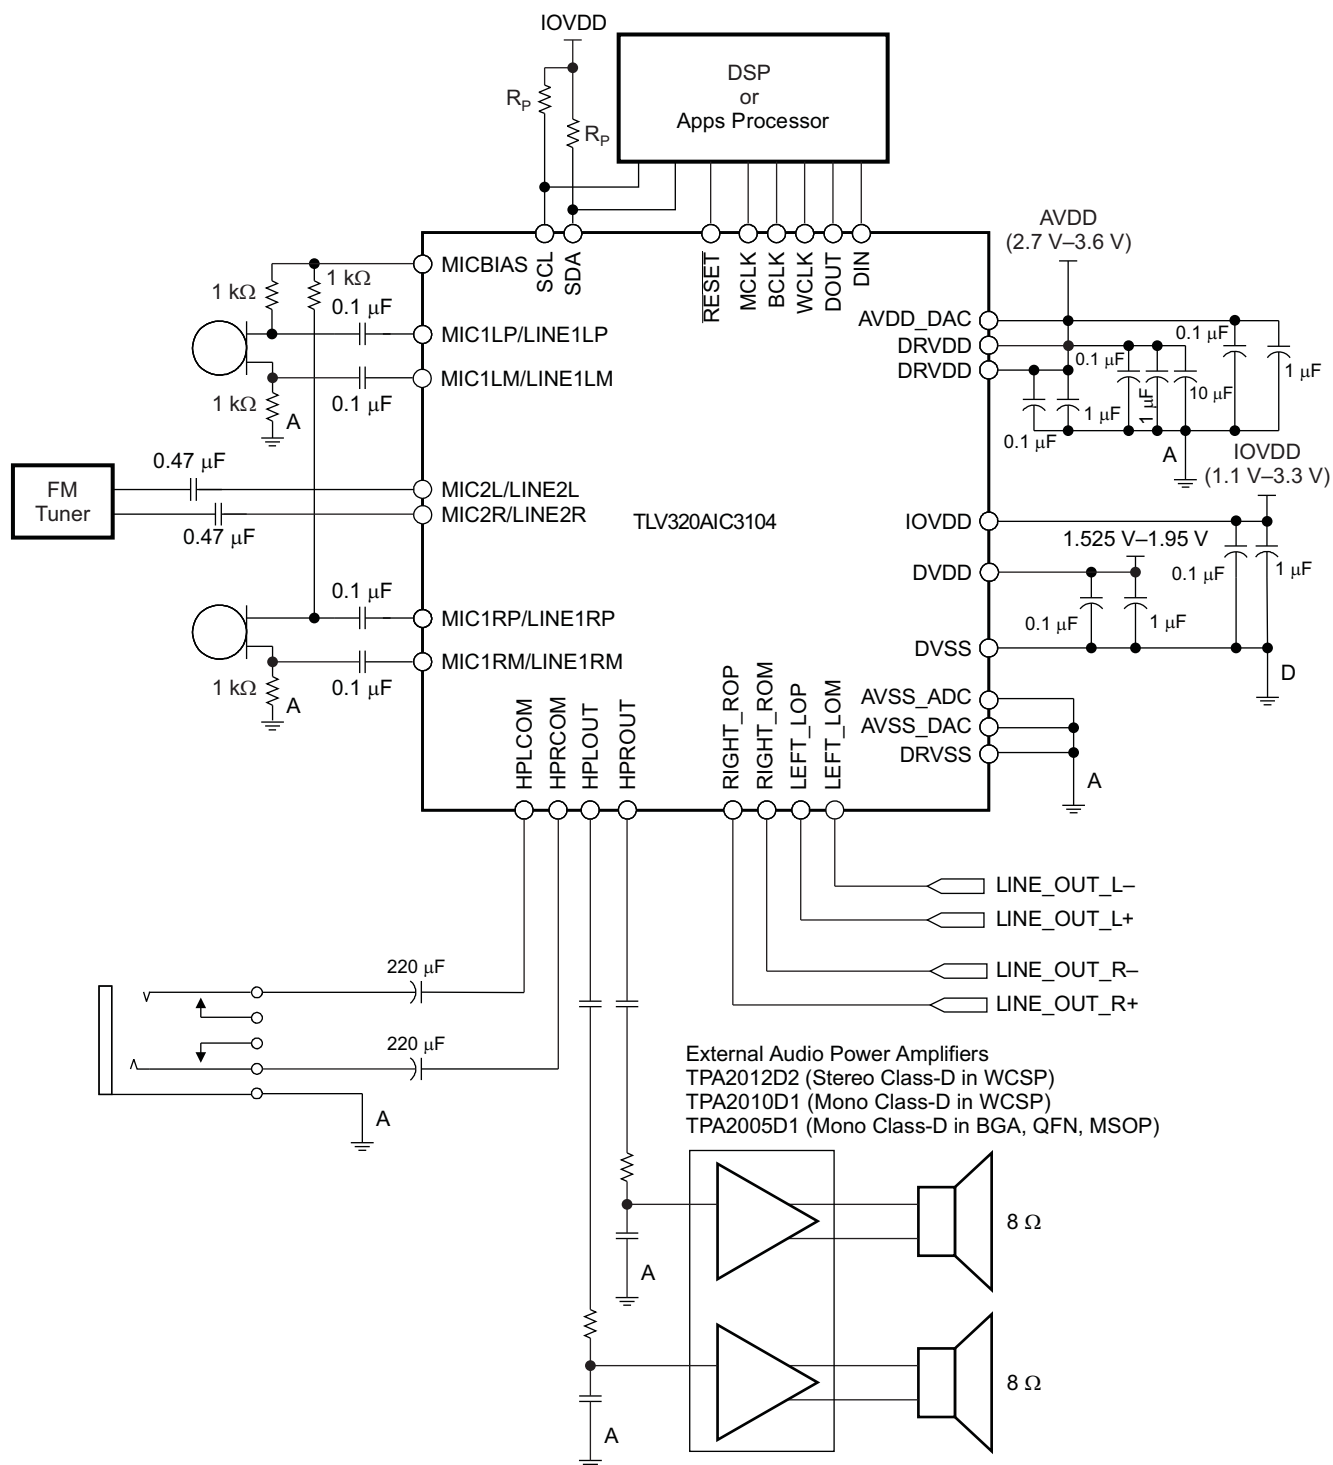 IOVDD
DSP
or
Apps Processor
RP
RP
AVDD
(2.7 V–3.6 V)
MICBIAS
SCL
SDA
RESET
MCLK
BCLK
WCLK
DOUT
DIN
1 kΩ
1 kΩ
0.1 μF
MIC1LP/LINE1LP
MIC1LM/LINE1LM
1 kΩ
0.1 μF
A
AVDD_DAC
DRVDD
DRVDD
0.1 μF
0.1 μF
1 μF
10 μF
1 μF
1 μF
0.1 μF
A
IOVDD
(1.1 V–3.3 V)
0.47 μF
FM
Tuner
MIC2L/LINE2L
MIC2R/LINE2R
0.47 μF
TLV320AIC3104
IOVDD
1.525 V–1.95 V
DVDD
0.1 μF
1 μF
0.1 μF
1 μF
0.1 μF
MIC1RP/LINE1RP
MIC1RM/LINE1RM
1 kΩ
0.1 μF
A
DVSS
D
AVSS_ADC
AVSS_DAC
DRVSS
A
HPLCOM
HPRCOM
HPLOUT
HPROUT
RIGHT_ROP
RIGHT_ROM
LEFT_LOP
LEFT_LOM
LINE_OUT_L–
LINE_OUT_L+
LINE_OUT_R–
LINE_OUT_R+
220 μF
220 μF
A
External Audio Power Amplifiers
TPA2012D2 (Stereo Class-D in WCSP)
TPA2010D1 (Mono Class-D in WCSP)
TPA2005D1 (Mono Class-D in BGA, QFN, MSOP)
8 Ω
A
8 Ω
A